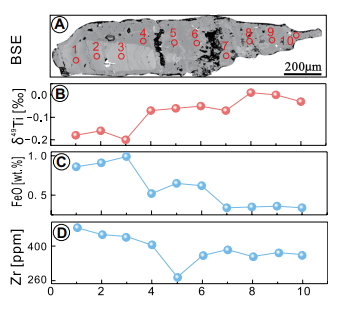 A
BSE
1 2 3 4 5 6 7 8 9 10
200μm
B
δ⁴⁹Ti [‰]
0.0
−0.1
−0.2
C
FeO [wt.%]
1.0
0.5
D
Zr [ppm]
400
260
0 2 4 6 8 10